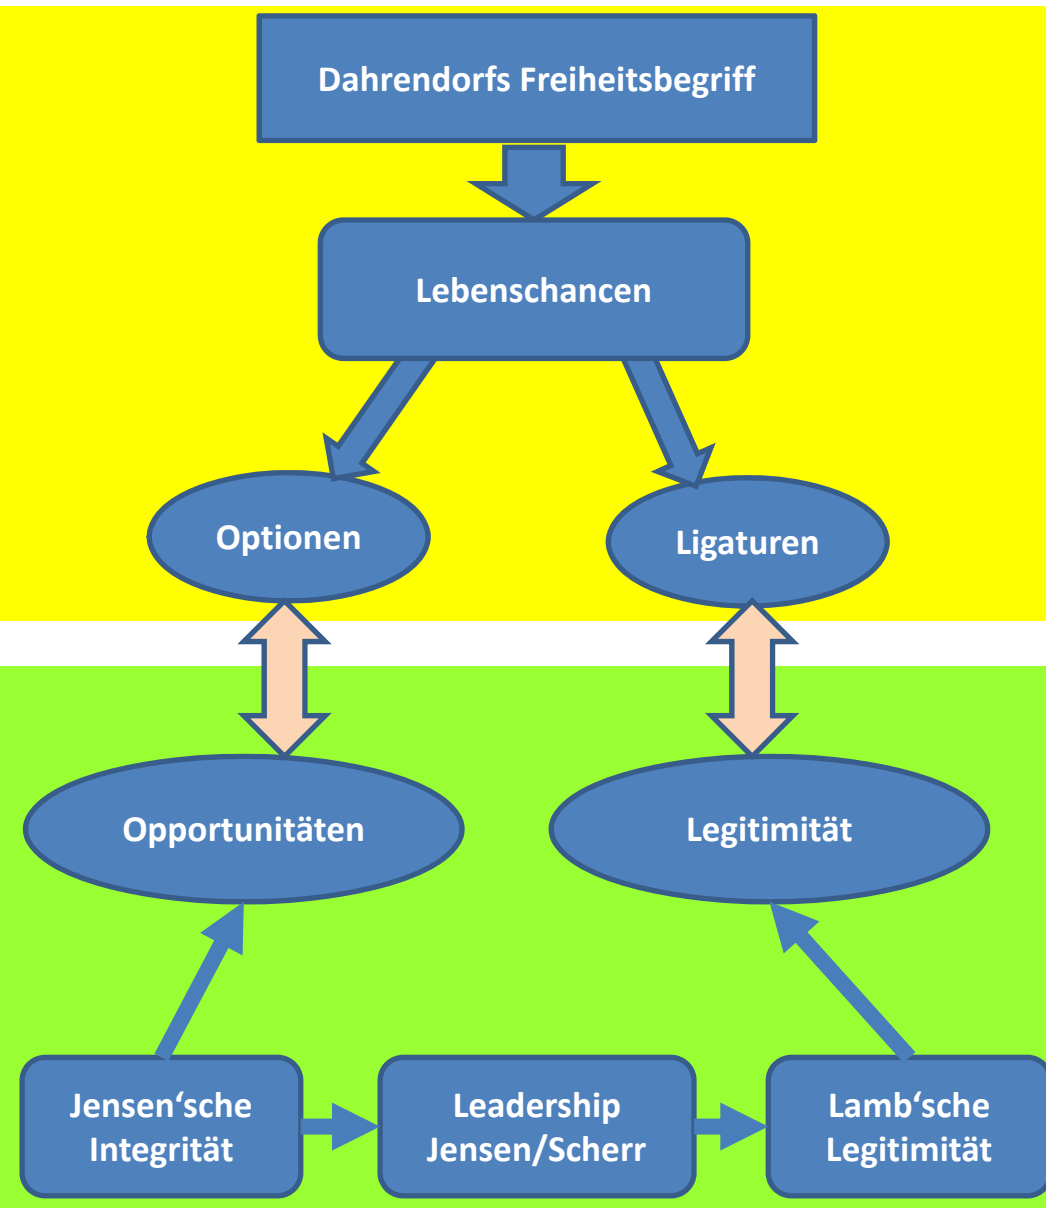 Dahrendorfs Freiheitsbegriff
Lebenschancen
Optionen
Ligaturen
Opportunitäten
Legitimität
Jensen‘sche
Integrität
Leadership
Jensen/Scherr
Lamb‘sche
Legitimität